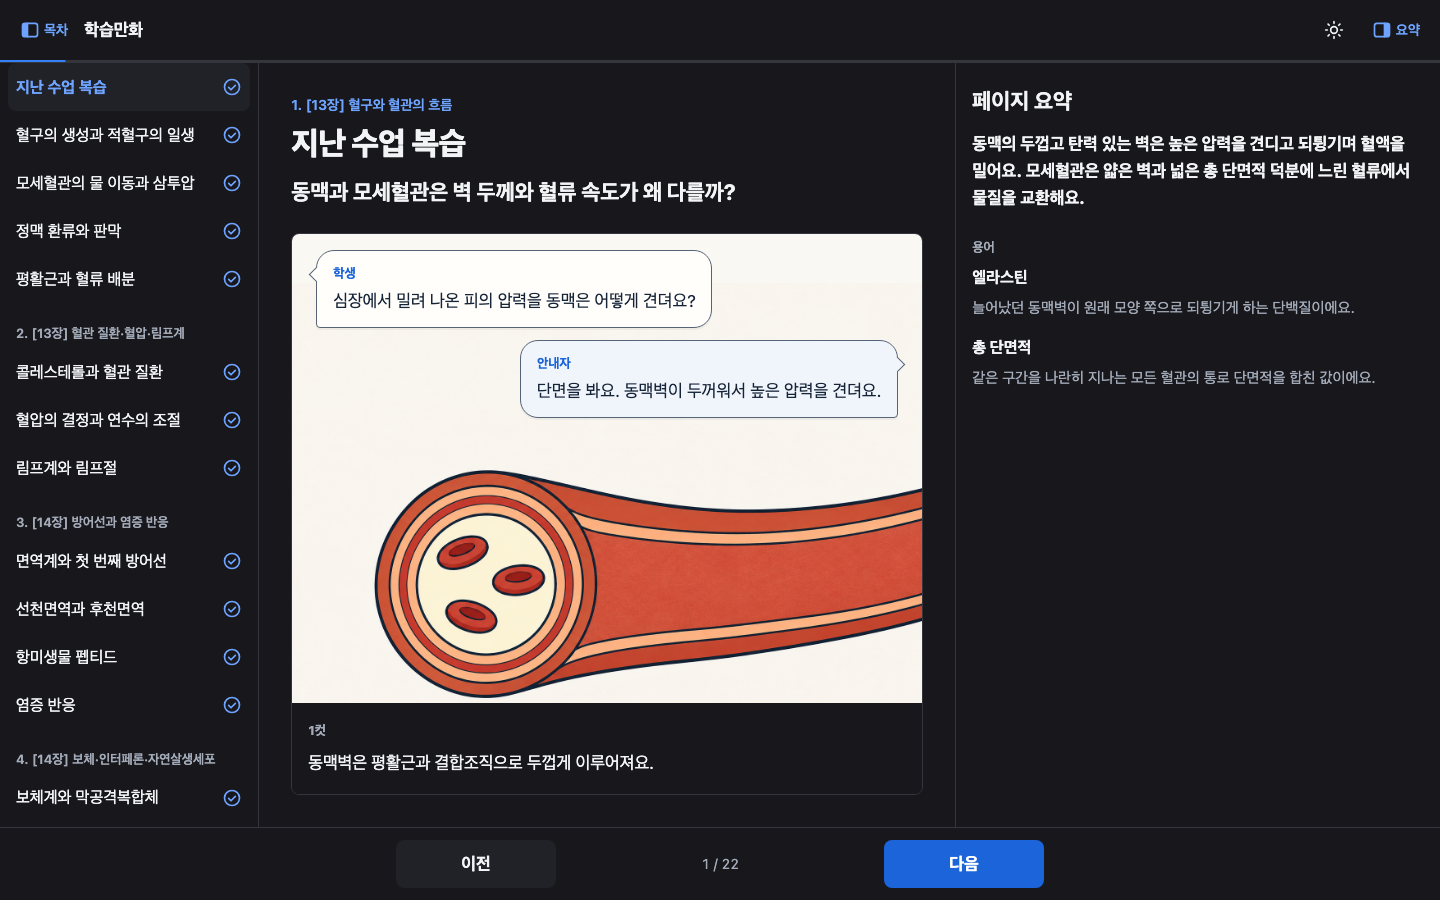 목차
학습만화
요약
지난 수업 복습
혈구의 생성과 적혈구의 일생
모세혈관의 물 이동과 삼투압
정맥 환류와 판막
평활근과 혈류 배분
2. [13장] 혈관 질환·혈압·림프계
콜레스테롤과 혈관 질환
혈압의 결정과 연수의 조절
림프계와 림프절
3. [14장] 방어선과 염증 반응
면역계와 첫 번째 방어선
선천면역과 후천면역
항미생물 펩티드
염증 반응
4. [14장] 보체·인터페론·자연살생세포
보체계와 막공격복합체
1. [13장] 혈구와 혈관의 흐름
지난 수업 복습
동맥과 모세혈관은 벽 두께와 혈류 속도가 왜 다를까?
학생
심장에서 밀려 나온 피의 압력을 동맥은 어떻게 견뎌요?
안내자
단면을 봐요. 동맥벽이 두꺼워서 높은 압력을 견뎌요.
1컷
동맥벽은 평활근과 결합조직으로 두껍게 이루어져요.
페이지 요약
동맥의 두껍고 탄력 있는 벽은 높은 압력을 견디고 되튕기며 혈액을
밀어요. 모세혈관은 얇은 벽과 넓은 총 단면적 덕분에 느린 혈류에서
물질을 교환해요.
용어
엘라스틴
늘어났던 동맥벽이 원래 모양 쪽으로 되튕기게 하는 단백질이에요.
총 단면적
같은 구간을 나란히 지나는 모든 혈관의 통로 단면적을 합친 값이에요.
이전
1 / 22
다음